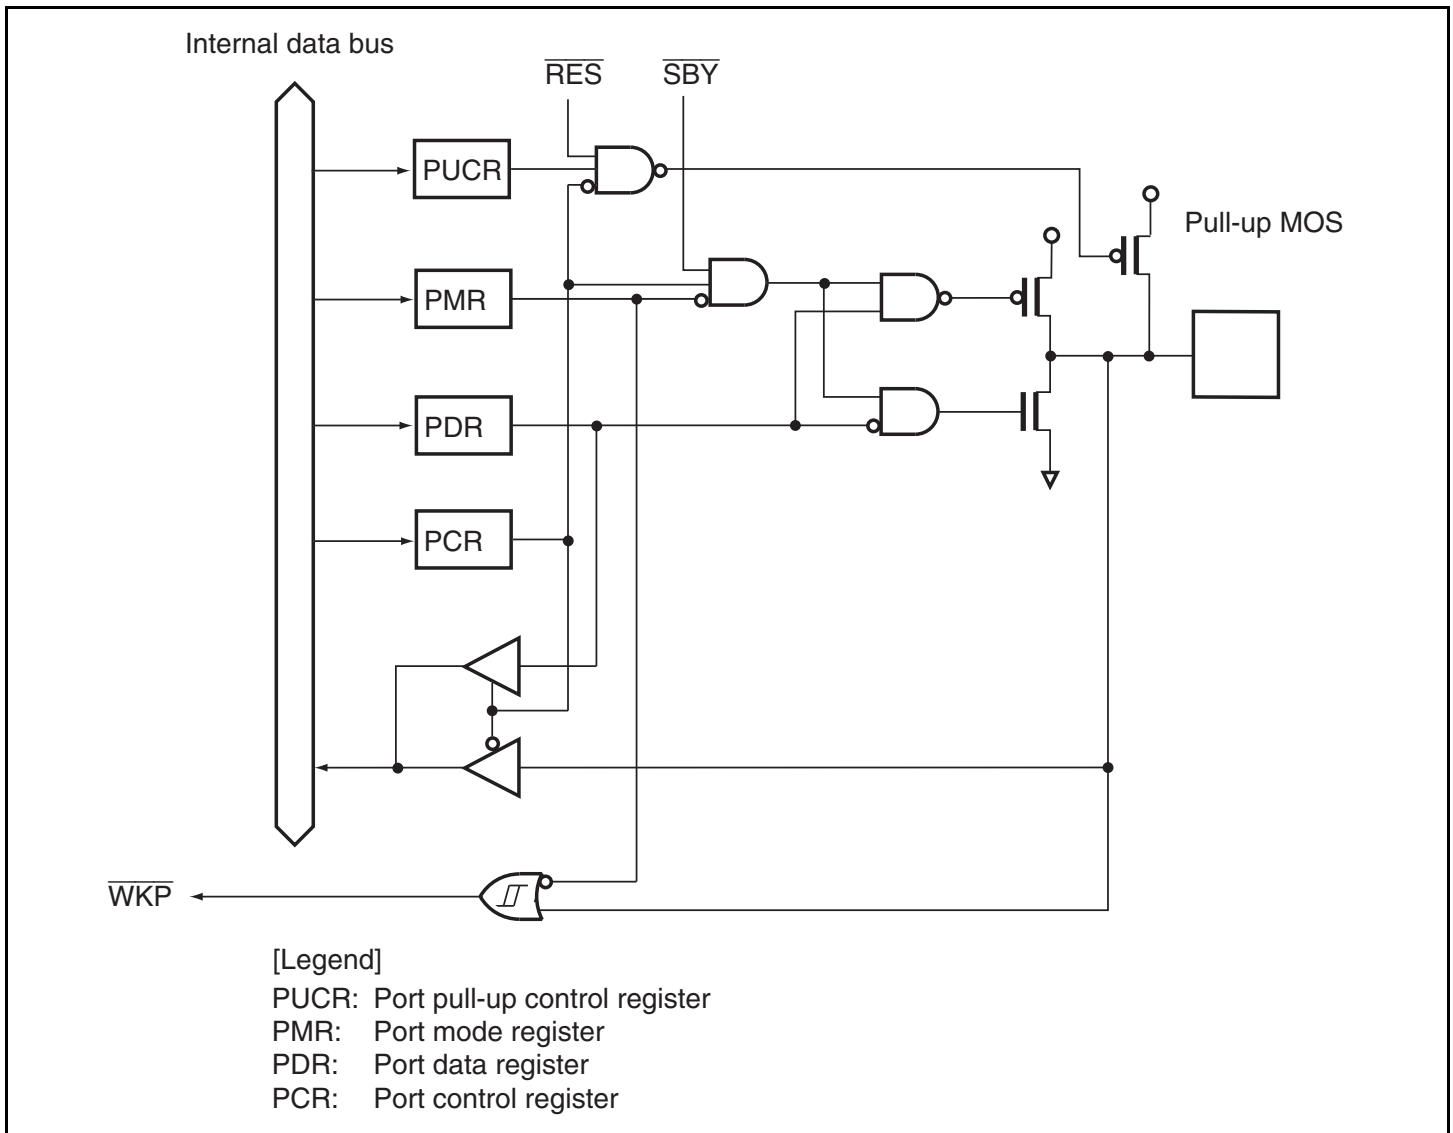 Internal data bus
RES
SBY
PUCR
Pull-up MOS
PMR
PDR
PCR
WKP
[Legend]
PUCR: Port pull-up control register
PMR: Port mode register
PDR: Port data register
PCR: Port control register